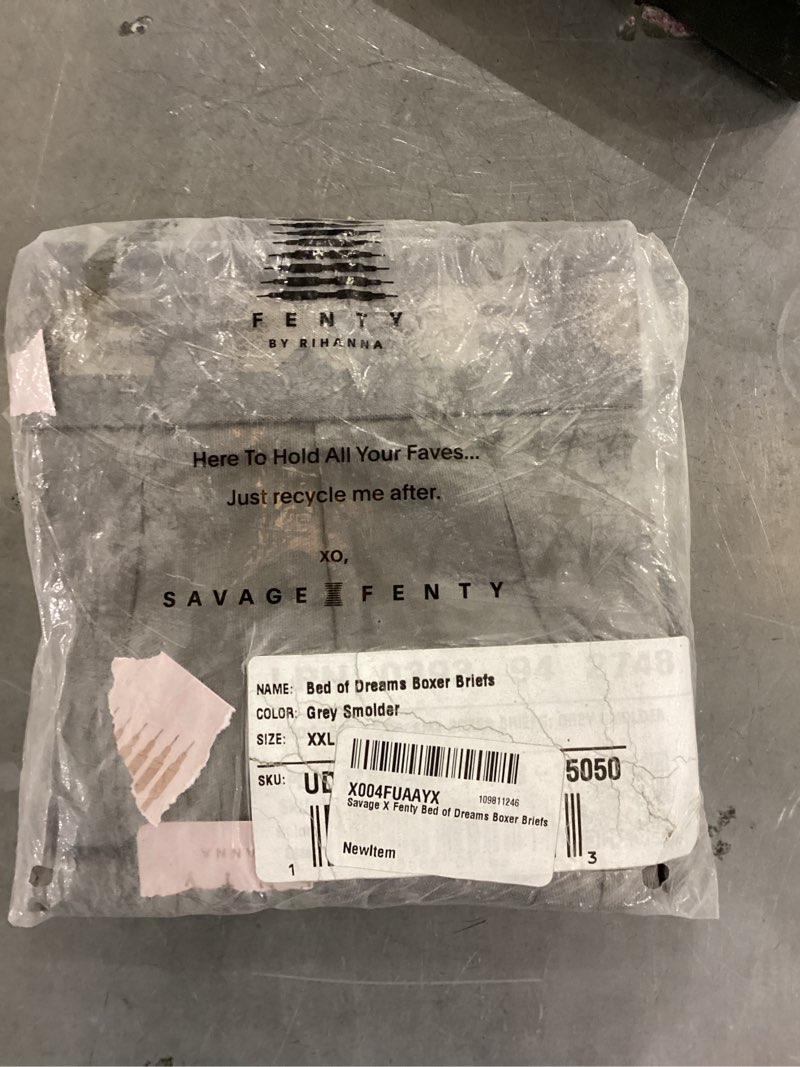 FENTY
BY RIHANNA
Here To Hold All Your Faves...
Just recycle me after.
xo,
SAVAGE X FENTY
NAME: Bed of Dreams Boxer Briefs
COLOR: Grey Smolder
SIZE: XXL
SKU: UD
5050
X004FUAAYX
109811246
Savage X Fenty Bed of Dreams Boxer Briefs
NewItem
1
3